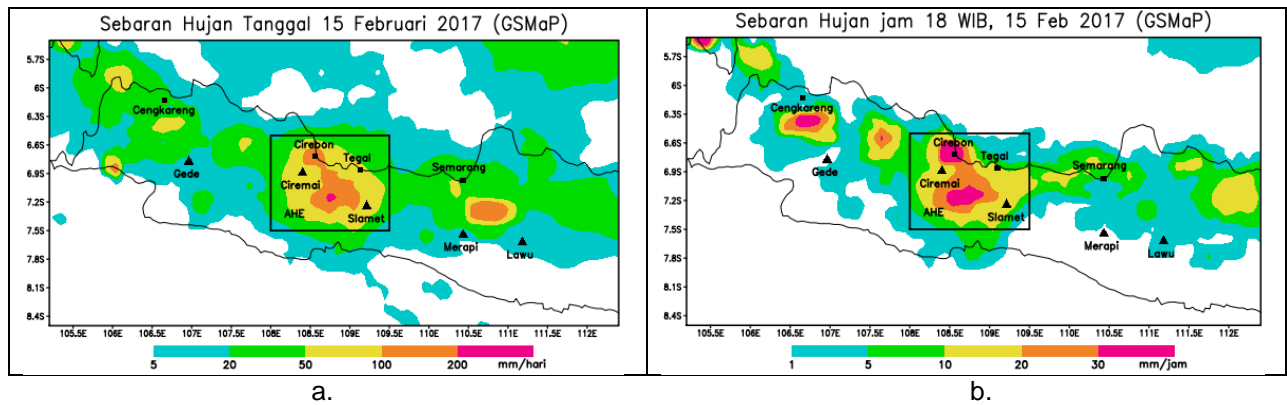 Sebaran Hujan Tanggal 15 Februari 2017 (GSMaP)
5.7S
6S
6.3S
6.6S
6.9S
7.2S
7.5S
7.8S
8.1S
8.4S
Cengkareng
Gede
Cirebon
Tegal
Ciremai
AHE
Slamet
Semarang
Merapi
Lawu
105.5E 106E 106.5E 107E 107.5E 108E 108.5E 109E 109.5E 110E 110.5E 111E 111.5E 112E
5 20 50 100 200 mm/hari
a.
Sebaran Hujan jam 18 WIB, 15 Feb 2017 (GSMaP)
5.7S
6S
6.3S
6.6S
6.9S
7.2S
7.5S
7.8S
8.1S
8.4S
Cengkareng
Gede
Cirebon
Tegal
Ciremai
AHE
Slamet
Semarang
Merapi
Lawu
105.5E 106E 106.5E 107E 107.5E 108E 108.5E 109E 109.5E 110E 110.5E 111E 111.5E 112E
1 5 10 20 30 mm/jam
b.